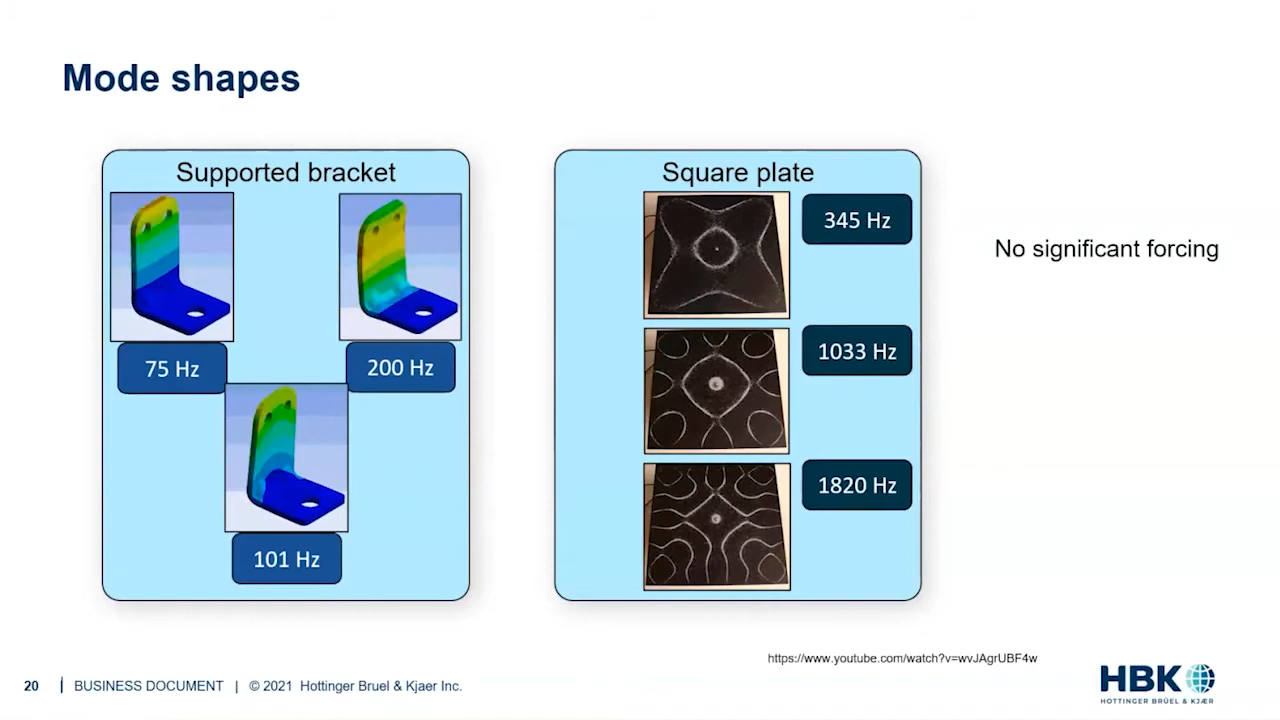 Mode shapes
Supported bracket
75 Hz
200 Hz
101 Hz
Square plate
345 Hz
1033 Hz
1820 Hz
No significant forcing
https://www.youtube.com/watch?v=wvJAgrUBF4w
20 | BUSINESS DOCUMENT | © 2021 Hottinger Bruel & Kjaer Inc.
HBK
HOTTINGER BRÜEL & KJÆR